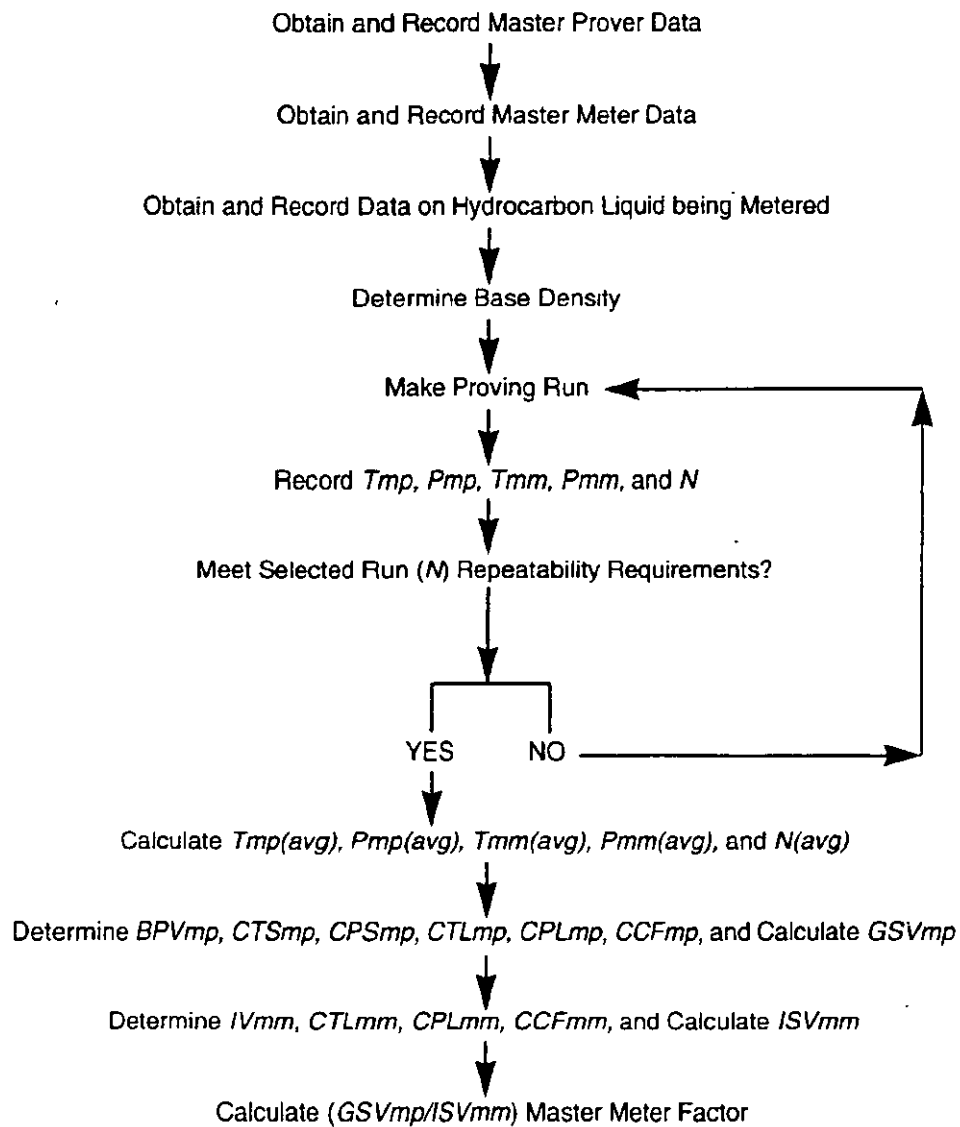 Obtain and Record Master Prover Data
Obtain and Record Master Meter Data
Obtain and Record Data on Hydrocarbon Liquid being Metered
Determine Base Density
Make Proving Run
Record Tmp, Pmp, Tmm, Pmm, and N
Meet Selected Run (N) Repeatability Requirements?
YES NO
Calculate Tmp(avg), Pmp(avg), Tmm(avg), Pmm(avg), and N(avg)
Determine BPVmp, CTSmp, CPSmp, CTLmp, CPLmp, CCFmp, and Calculate GSVmp
Determine IVmm, CTLmm, CPLmm, CCFmm, and Calculate ISVmm
Calculate (GSVmp/ISVmm) Master Meter Factor